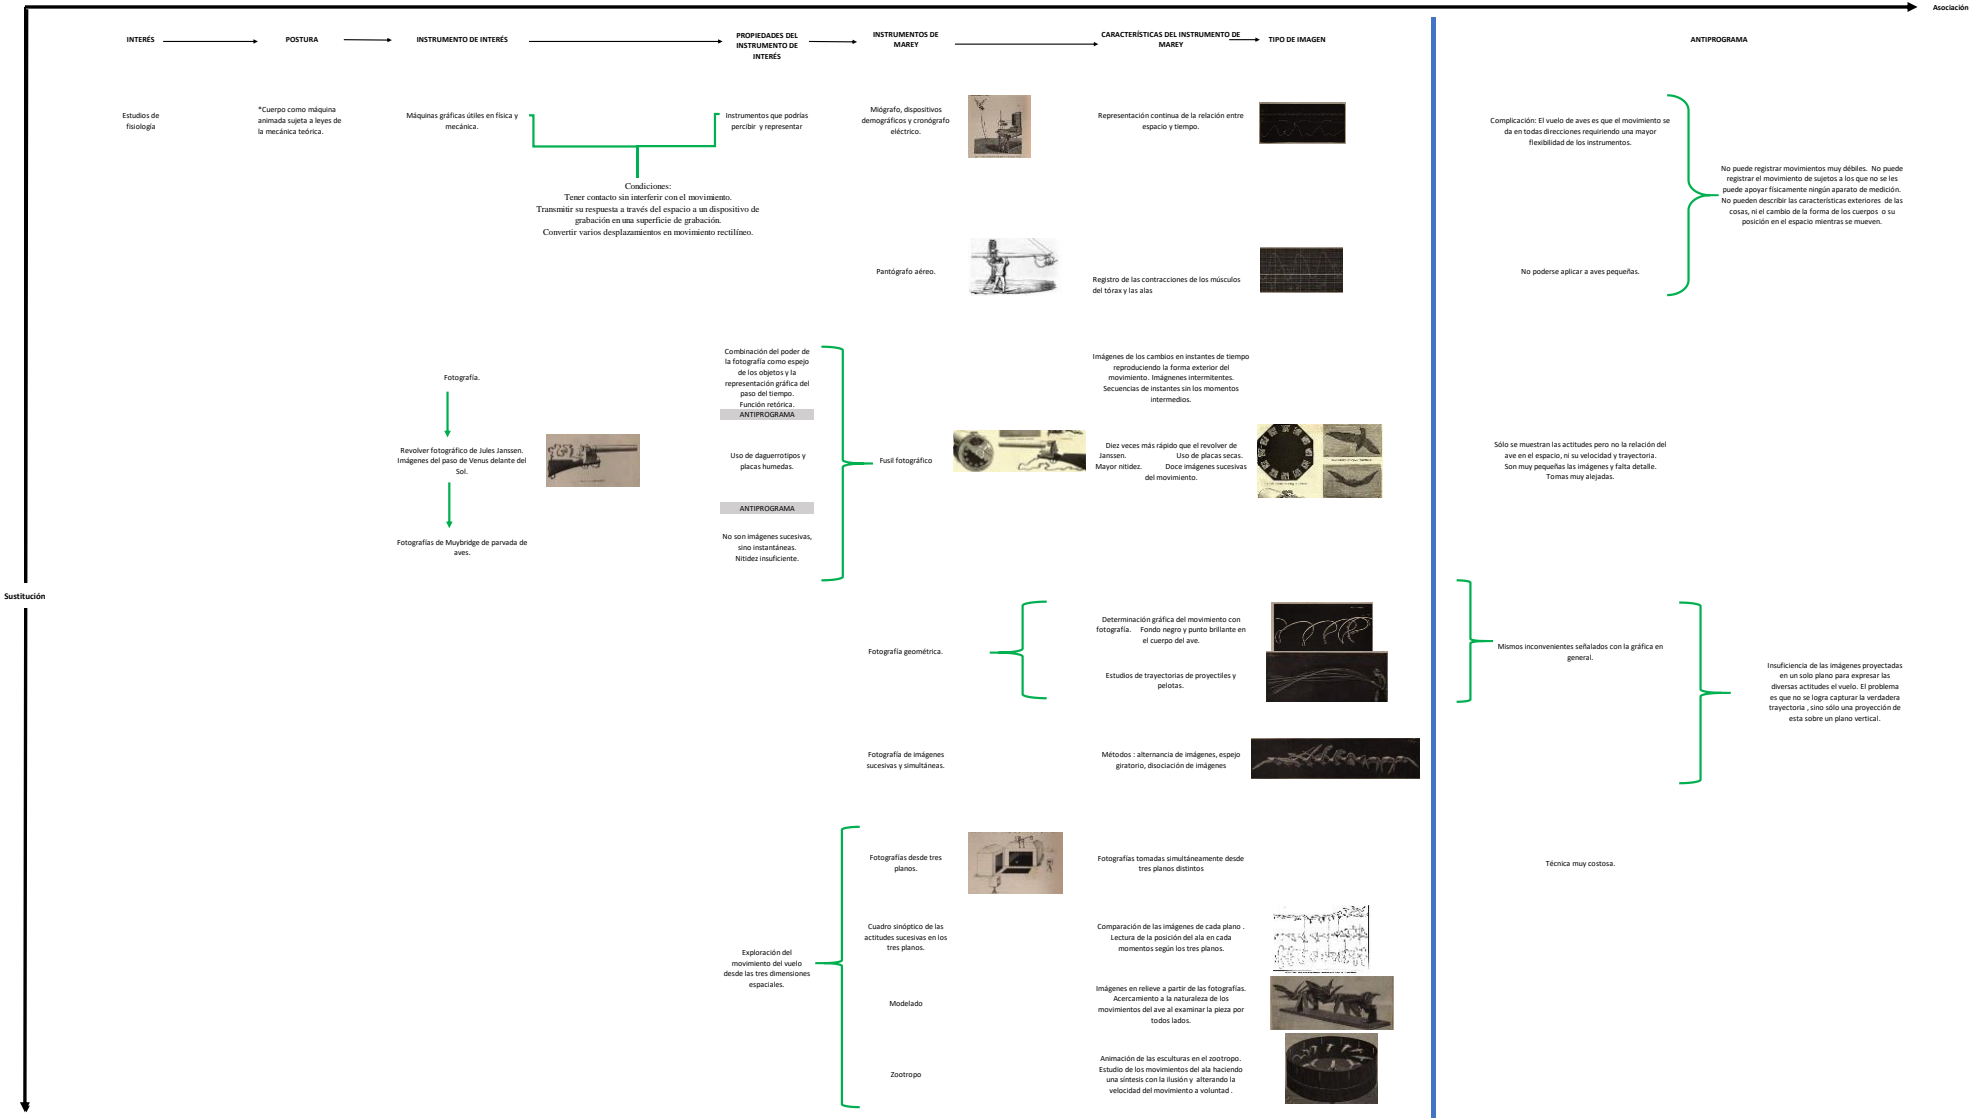 Asociación
INTERÉS
POSTURA
INSTRUMENTO DE INTERÉS
PROPIEDADES DEL
INSTRUMENTO DE
INTERÉS
INSTRUMENTOS DE
MAREY
CARACTERÍSTICAS DEL INSTRUMENTO DE
MAREY
TIPO DE IMAGEN
ANTIPROGRAMA
Estudios de
fisiología
*Cuerpo como máquina
animada sujeta a leyes de
la mecánica teórica.
Máquinas gráficas útiles en física y
mecánica.
Instrumentos que podrías
percibir y representar
Miógrafo, dispositivos
demográficos y cronógrafo
eléctrico.
Representación continua de la relación entre
espacio y tiempo.
Complicación: El vuelo de aves es que el movimiento se
da en todas direcciones requiriendo una mayor
flexibilidad de los instrumentos.
No puede registrar movimientos muy débiles. No puede
registrar el movimiento de sujetos a los que no se les
puede apoyar físicamente ningún aparato de medición.
No pueden describir las características exteriores de las
cosas, ni el cambio de la forma de los cuerpos o su
posición en el espacio mientras se mueven.
Condiciones:
Tener contacto sin interferir con el movimiento.
Transmitir su respuesta a través del espacio a un dispositivo de
grabación en una superficie de grabación.
Convertir varios desplazamientos en movimiento rectilíneo.
Pantógrafo aéreo.
Registro de las contracciones de los músculos
del tórax y las alas
No poderse aplicar a aves pequeñas.
Fotografía.
Combinación del poder de
la fotografía como espejo
de los objetos y la
representación gráfica del
paso del tiempo.
Función retórica.
ANTIPROGRAMA
Imágenes de los cambios en instantes de tiempo
reproduciendo la forma exterior del
movimiento. Imágnenes intermitentes.
Secuencias de instantes sin los momentos
intermedios.
Revolver fotográfico de Jules Janssen.
Imágenes del paso de Venus delante del
Sol.
Uso de daguerrotipos y
placas humedas.
Fusil fotográfico
Diez veces más rápido que el revolver de
Janssen. Uso de placas secas.
Mayor nitidez. Doce imágenes sucesivas
del movimiento.
Sólo se muestran las actitudes pero no la relación del
ave en el espacio, ni su velocidad y trayectoria.
Son muy pequeñas las imágenes y falta detalle.
Tomas muy alejadas.
ANTIPROGRAMA
Fotografías de Muybridge de parvada de
aves.
No son imágenes sucesivas,
sino instantáneas.
Nitidez insuficiente.
Sustitución
Fotografía geométrica.
Determinación gráfica del movimiento con
fotografía. Fondo negro y punto brillante en
el cuerpo del ave.
Estudios de trayectorias de proyectiles y
pelotas.
Mismos inconvenientes señalados con la gráfica en
general.
Insuficiencia de las imágenes proyectadas
en un solo plano para expresar las
diversas actitudes el vuelo. El problema
es que no se logra capturar la verdadera
trayectoria , sino sólo una proyección de
esta sobre un plano vertical.
Fotografía de imágenes
sucesivas y simultáneas.
Métodos : alternancia de imágenes, espejo
giratorio, disociación de imágenes
Fotografías desde tres
planos.
Fotografías tomadas simultáneamente desde
tres planos distintos
Técnica muy costosa.
Exploración del
movimiento del vuelo
desde las tres dimensiones
espaciales.
Cuadro sinóptico de las
actitudes sucesivas en los
tres planos.
Comparación de las imágenes de cada plano .
Lectura de la posición del ala en cada
momentos según los tres planos.
Modelado
Imágenes en relieve a partir de las fotografías.
Acercamiento a la naturaleza de los
movimientos del ave al examinar la pieza por
todos lados.
Zootropo
Animación de las esculturas en el zootropo.
Estudio de los movimientos del ala haciendo
una síntesis con la ilusión y alterando la
velocidad del movimiento a voluntad .